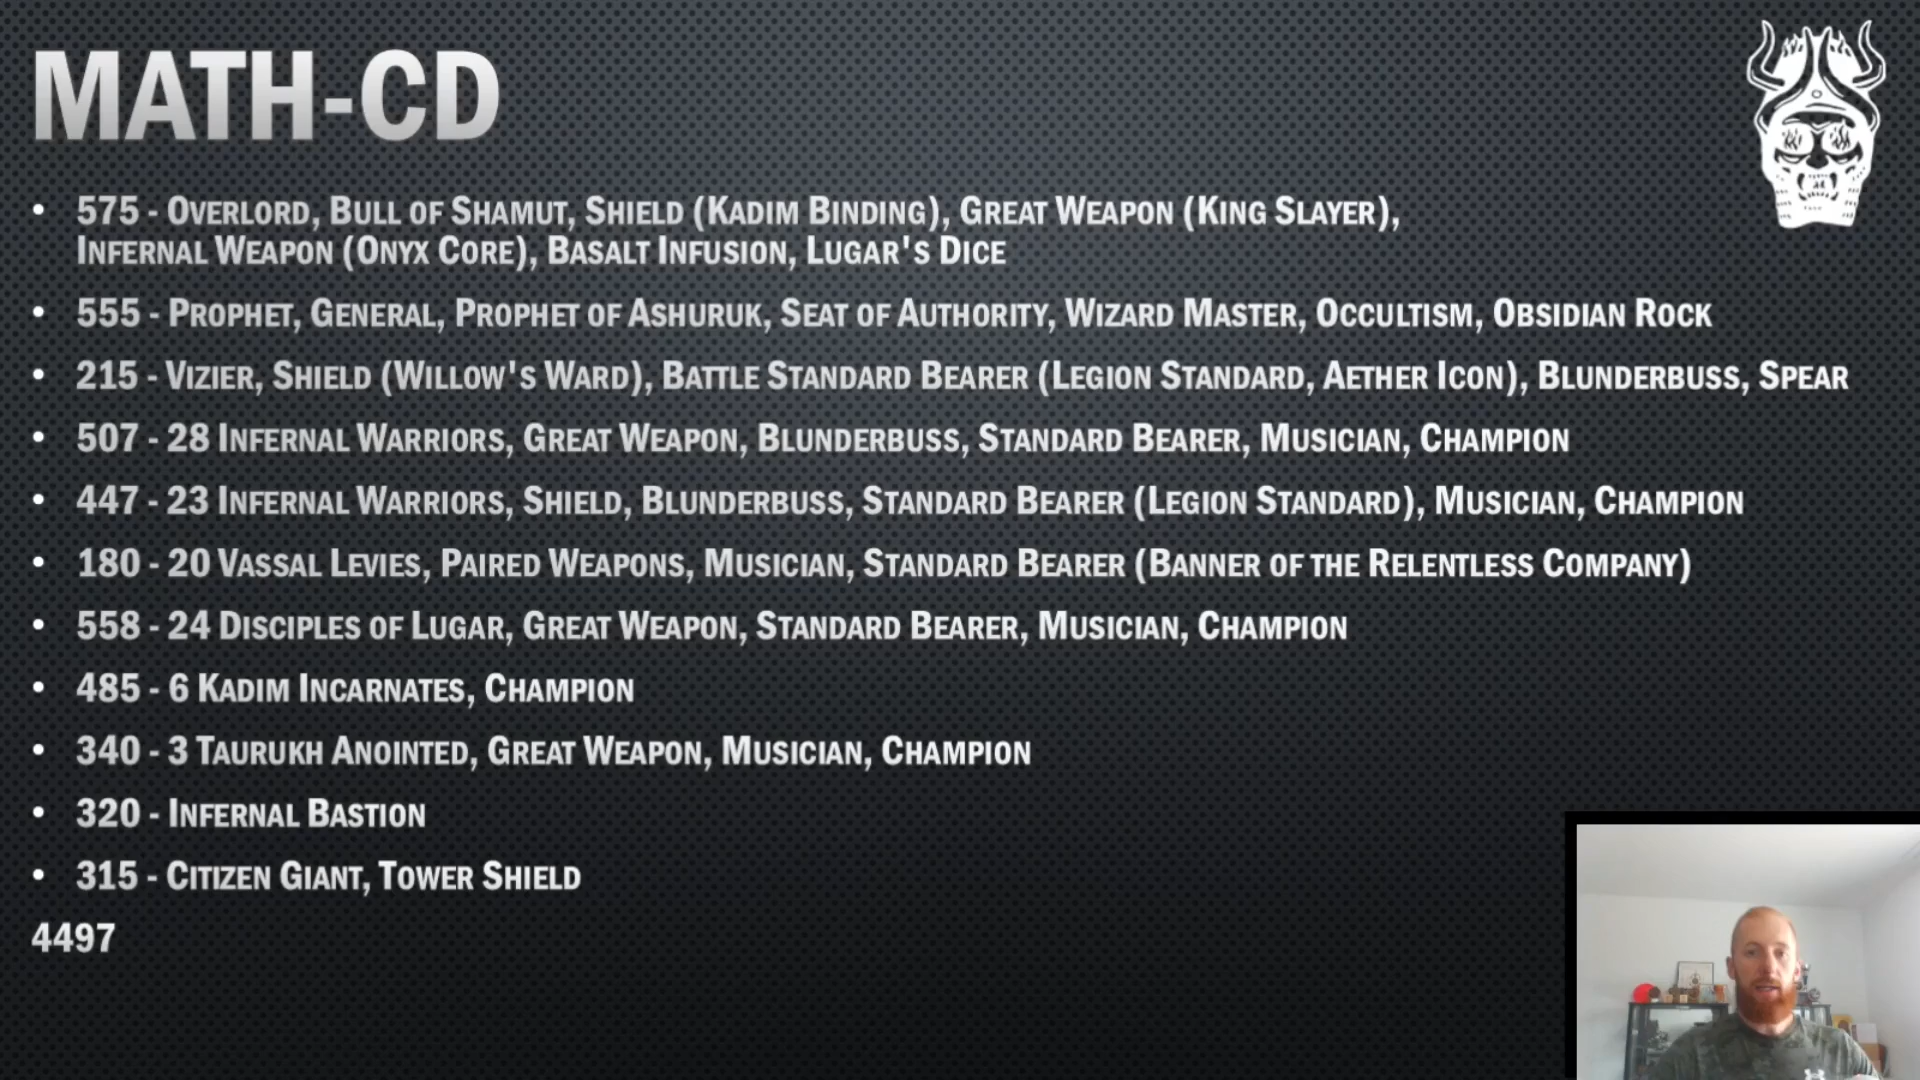 MATH-CD
• 575 - Overlord, Bull of Shamut, Shield (Kadim Binding), Great Weapon (King Slayer),
Infernal Weapon (Onyx Core), Basalt Infusion, Lugar's Dice
• 555 - Prophet, General, Prophet of Ashuruk, Seat of Authority, Wizard Master, Occultism, Obsidian Rock
• 215 - Vizier, Shield (Willow's Ward), Battle Standard Bearer (Legion Standard, Aether Icon), Blunderbuss, Spear
• 507 - 28 Infernal Warriors, Great Weapon, Blunderbuss, Standard Bearer, Musician, Champion
• 447 - 23 Infernal Warriors, Shield, Blunderbuss, Standard Bearer (Legion Standard), Musician, Champion
• 180 - 20 Vassal Levies, Paired Weapons, Musician, Standard Bearer (Banner of the Relentless Company)
• 558 - 24 Disciples of Lugar, Great Weapon, Standard Bearer, Musician, Champion
• 485 - 6 Kadim Incarnates, Champion
• 340 - 3 Taurukh Anointed, Great Weapon, Musician, Champion
• 320 - Infernal Bastion
• 315 - Citizen Giant, Tower Shield
4497